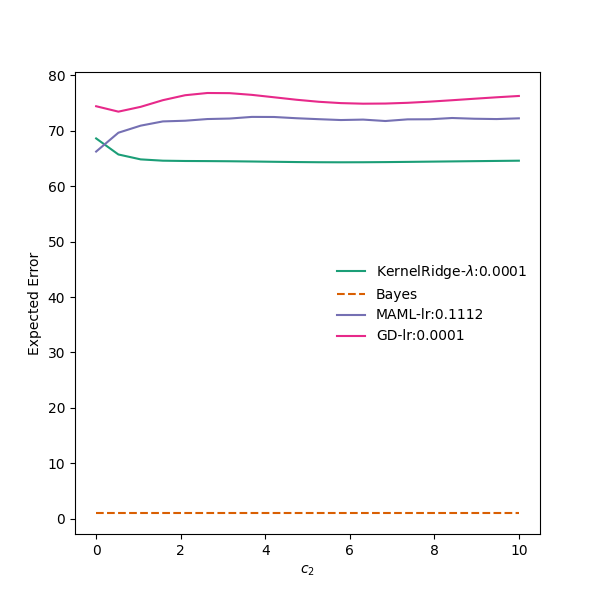 80
70
60
50
40
30
20
10
0
Expected Error
KernelRidge-λ:0.0001
Bayes
MAML-lr:0.1112
GD-lr:0.0001
0 2 4 6 8 10
c₂